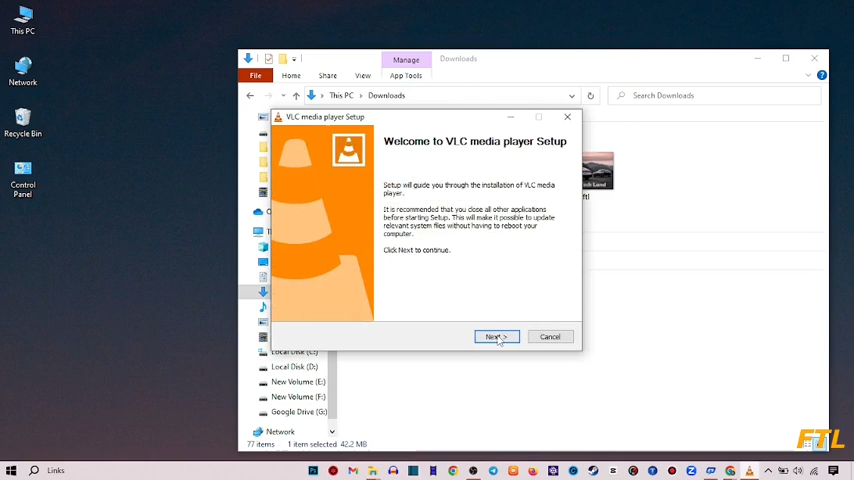 This PC
Network
Recycle Bin
Control
Panel
Manage
Downloads
File
Home
Share
View
App Tools
This PC
Downloads
Search Downloads
VLC media player Setup
Welcome to VLC media player Setup
Setup will guide you through the installation of VLC media
player.
It is recommended that you close all other applications
before starting Setup. This will make it possible to update
relevant system files without having to reboot your
computer.
Click Next to continue.
Next >
Cancel
ftl
Local Disk (C:)
Local Disk (D:)
New Volume (E:)
New Volume (F:)
Google Drive (G:)
Network
77 items
1 item selected
42.2 MB
FTL
Links